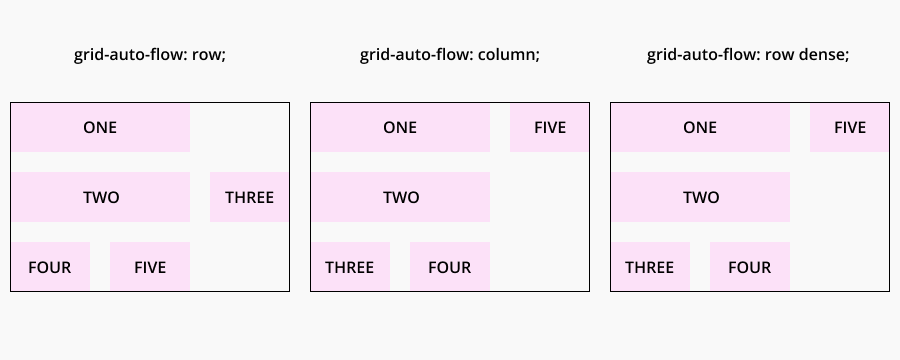 grid-auto-flow: row;
ONE
TWO THREE
FOUR FIVE
grid-auto-flow: column;
ONE FIVE
TWO
THREE FOUR
grid-auto-flow: row dense;
ONE FIVE
TWO
THREE FOUR